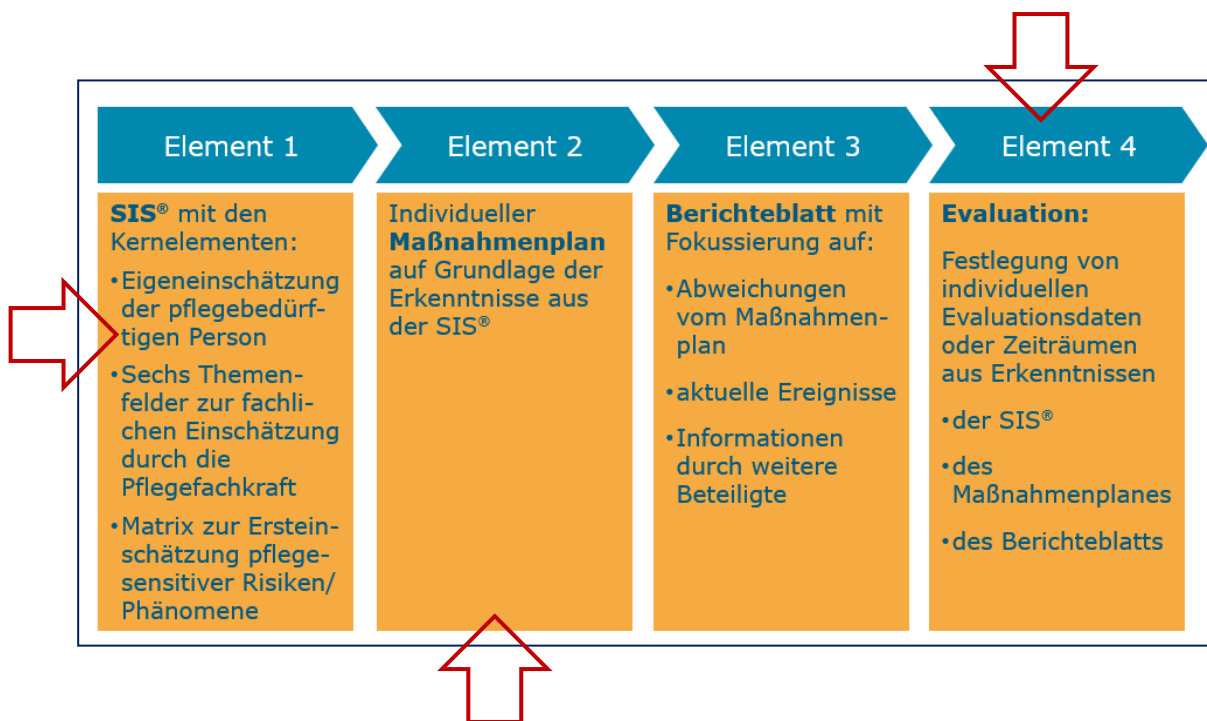 Element 1
Element 2
Element 3
Element 4
SIS® mit den
Kernelementen:
•Eigeneinschätzung
der pflegebedürf-
tigen Person
•Sechs Themen-
felder zur fachli-
chen Einschätzung
durch die
Pflegefachkraft
•Matrix zur Erstein-
schätzung pflege-
sensitiver Risiken/
Phänomene
Individueller
Maßnahmenplan
auf Grundlage der
Erkenntnisse aus
der SIS®
Berichteblatt mit
Fokussierung auf:
•Abweichungen
vom Maßnahmen-
plan
•aktuelle Ereignisse
•Informationen
durch weitere
Beteiligte
Evaluation:
Festlegung von
individuellen
Evaluationsdaten
oder Zeiträumen
aus Erkenntnissen
•der SIS®
•des
Maßnahmenplanes
•des Berichteblatts